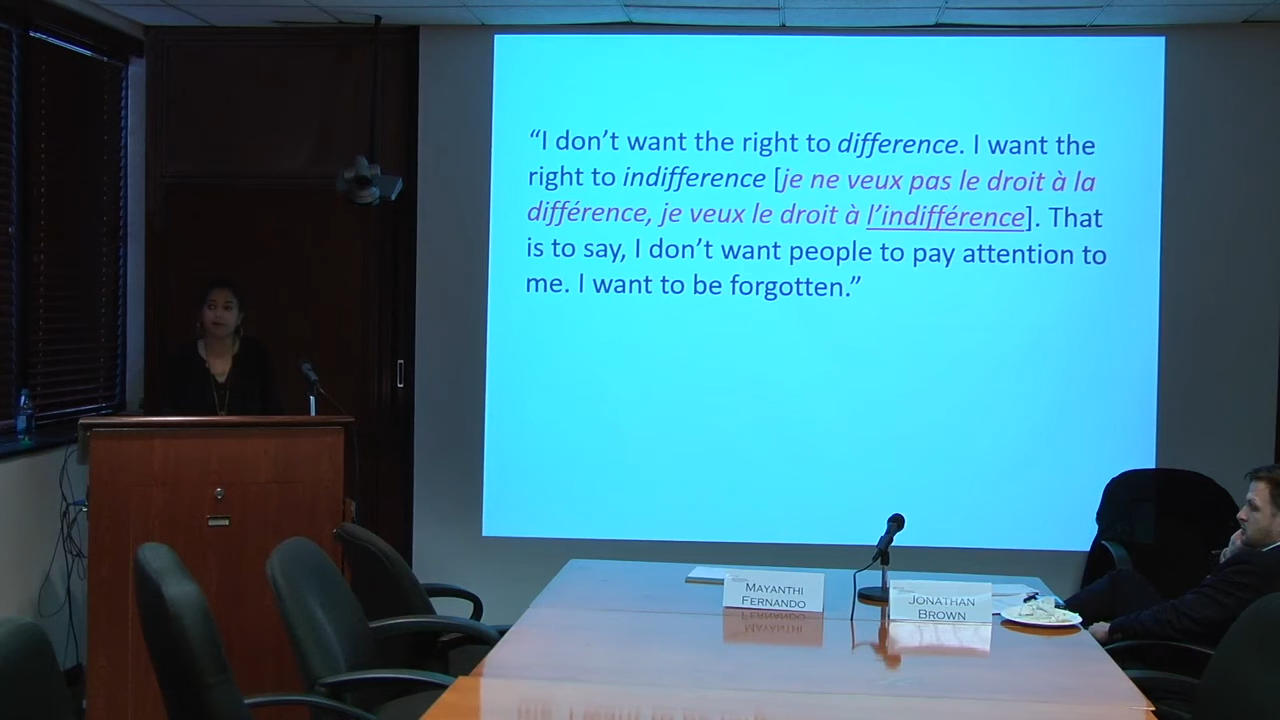 “I don’t want the right to difference. I want the
right to indifference [je ne veux pas le droit à la
différence, je veux le droit à l’indifférence]. That
is to say, I don’t want people to pay attention to
me. I want to be forgotten.”
MAYANTHI
FERNANDO
JONATHAN
BROWN